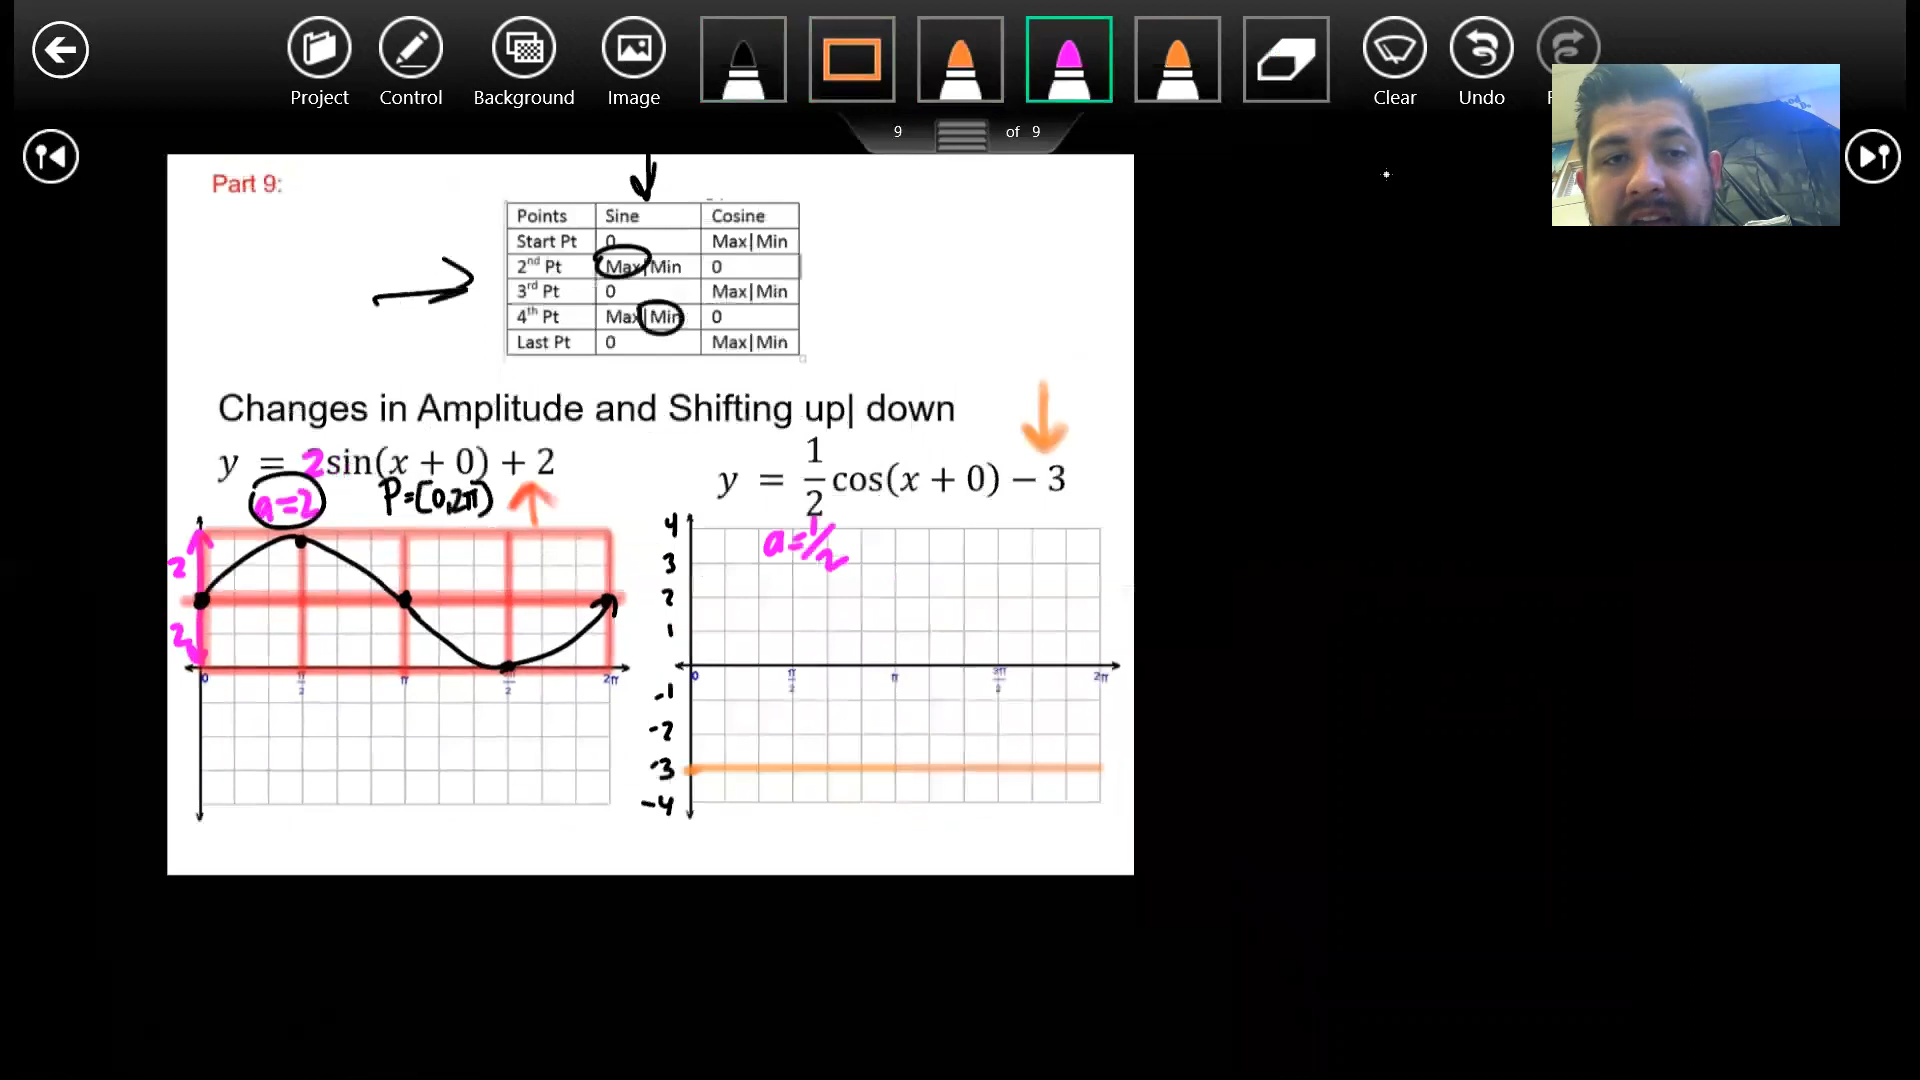 Project Control Background Image Clear Undo
9 of 9
Part 9:
Points Sine Cosine
Start Pt 0 Max|Min
2nd Pt Max|Min 0
3rd Pt 0 Max|Min
4th Pt Max|Min 0
Last Pt 0 Max|Min
Changes in Amplitude and Shifting up| down
y = 2sin(x + 0) + 2
a=2 P=[0,2π)
y = 1/2 cos(x + 0) − 3
a=1/2
2
2
0 π/2 π 2π
4
3
2
1
0 π/2 π 3π/2 2π
-1
-2
-3
-4